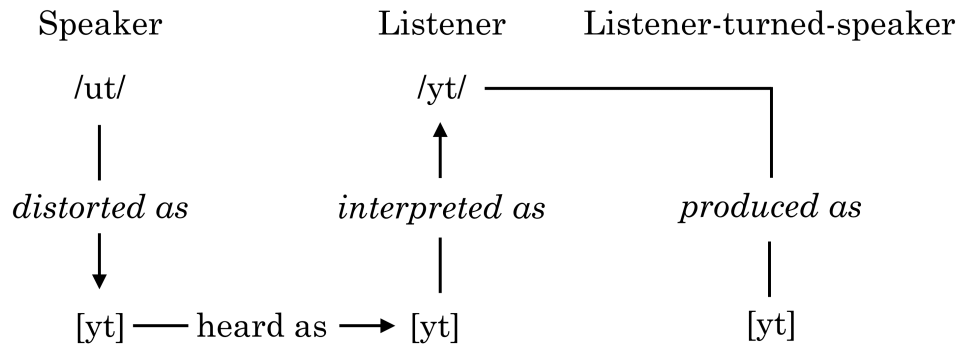 Speaker Listener Listener-turned-speaker
/ut/ /yt/
distorted as interpreted as produced as
[yt] heard as [yt] [yt]